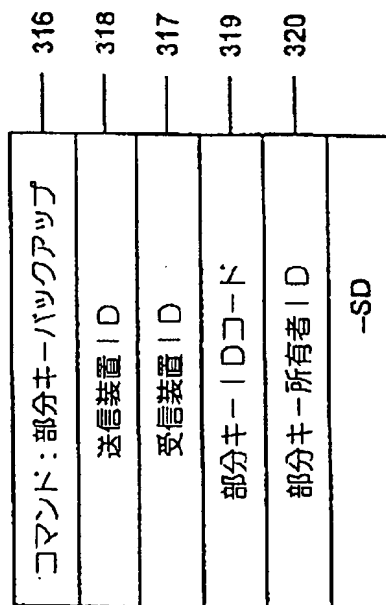 コマンド：部分キーバックアップ 316
送信装置ID 318
受信装置ID 317
部分キーIDコード 319
部分キー所有者ID 320
-SD